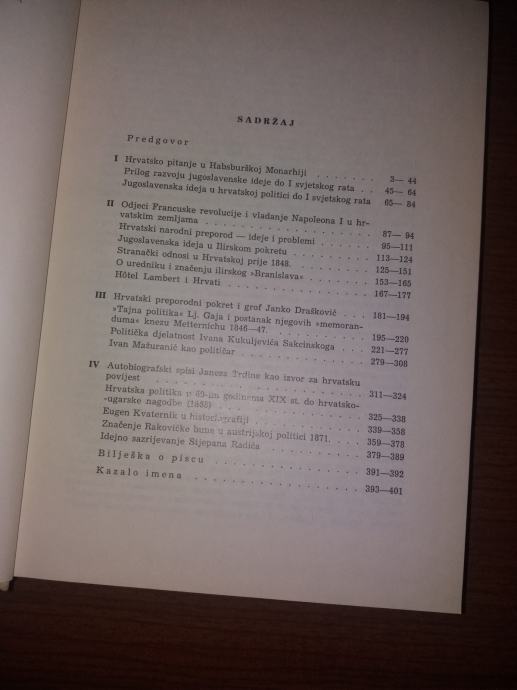 SADRŽAJ
Predgovor
I Hrvatsko pitanje u Habsburškoj Monarhiji . . . . . . . 3— 44
Prilog razvoju jugoslavenske ideje do I svjetskog rata . . 45— 64
Jugoslavenska ideja u hrvatskoj politici do I svjetskog rata 65— 84
II Odjeci Francuske revolucije i vladanje Napoleona I u hr-
vatskim zemljama . . . . . . . . . . . . . . . . 87— 94
Hrvatski narodni preporod — ideje i problemi . . . . . 95—111
Jugoslavenska ideja u Ilirskom pokretu . . . . . . . . 113—124
Stranački odnosi u Hrvatskoj prije 1848. . . . . . . . . 125—151
O uredniku i značenju ilirskog »Branislava« . . . . . . 153—165
Hôtel Lambert i Hrvati . . . . . . . . . . . . . . 167—177
III Hrvatski preporodni pokret i grof Janko Drašković . . . 181—194
»Tajna politika« Lj. Gaja i postanak njegovih »memoran-
duma« knezu Metternichu 1846—47. . . . . . . . . . . 195—220
Politička djelatnost Ivana Kukuljevića Sakcinskoga . . . . 221—277
Ivan Mažuranić kao političar . . . . . . . . . . . . 279—308
IV Autobiografski spisi Janeza Trdine kao izvor za hrvatsku
povijest . . . . . . . . . . . . . . . . . . . . 311—324
Hrvatska politika u 60-im godinama XIX st. do hrvatsko-
-ugarske nagodbe (1868) . . . . . . . . . . . . . . 325—338
Eugen Kvaternik u historiografiji . . . . . . . . . . 339—358
Značenje Rakovičke bune u austrijskoj politici 1871. . . . 359—378
Idejno sazrijevanje Stjepana Radića . . . . . . . . . 379—389
Bilješka o piscu . . . . . . . . . . . . . . . . 391—392
Kazalo imena . . . . . . . . . . . . . . . . . 393—401